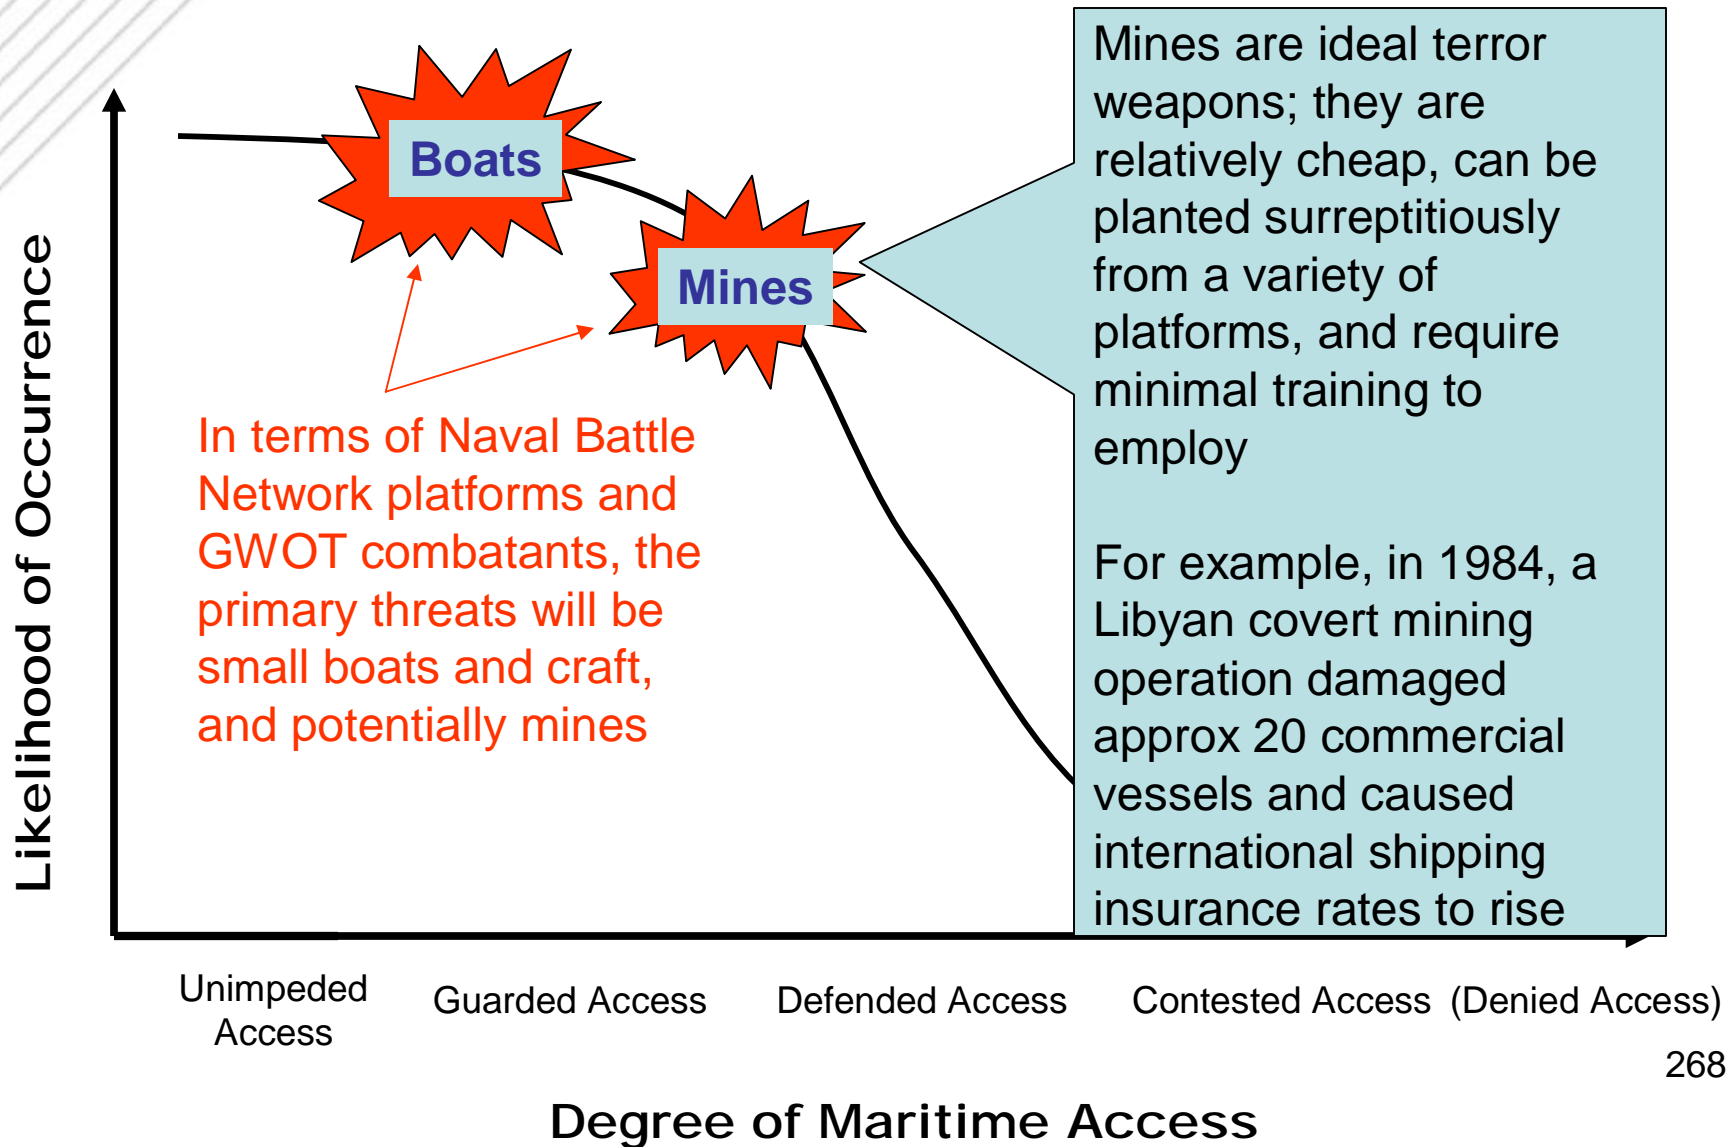 Likelihood of Occurrence
Boats
Mines
In terms of Naval Battle
Network platforms and
GWOT combatants, the
primary threats will be
small boats and craft,
and potentially mines
Mines are ideal terror
weapons; they are
relatively cheap, can be
planted surreptitiously
from a variety of
platforms, and require
minimal training to
employ
For example, in 1984, a
Libyan covert mining
operation damaged
approx 20 commercial
vessels and caused
international shipping
insurance rates to rise
Unimpeded
Access
Guarded Access
Defended Access
Contested Access
(Denied Access)
268
Degree of Maritime Access